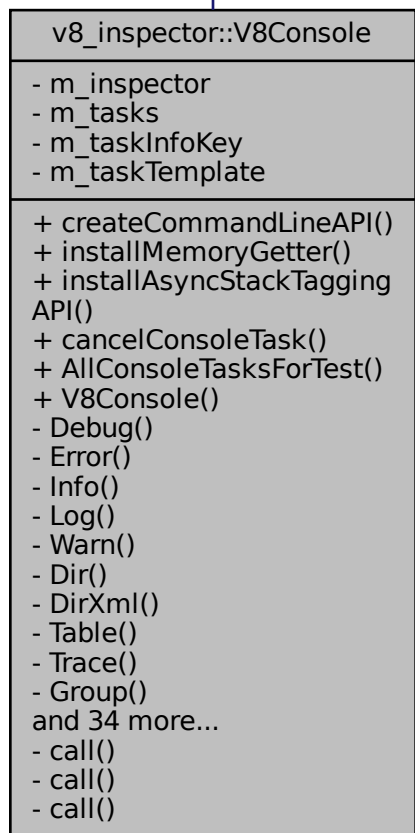 v8_inspector::V8Console
- m_inspector
- m_tasks
- m_taskInfoKey
- m_taskTemplate
+ createCommandLineAPI()
+ installMemoryGetter()
+ installAsyncStackTagging
API()
+ cancelConsoleTask()
+ AllConsoleTasksForTest()
+ V8Console()
- Debug()
- Error()
- Info()
- Log()
- Warn()
- Dir()
- DirXml()
- Table()
- Trace()
- Group()
and 34 more...
- call()
- call()
- call()